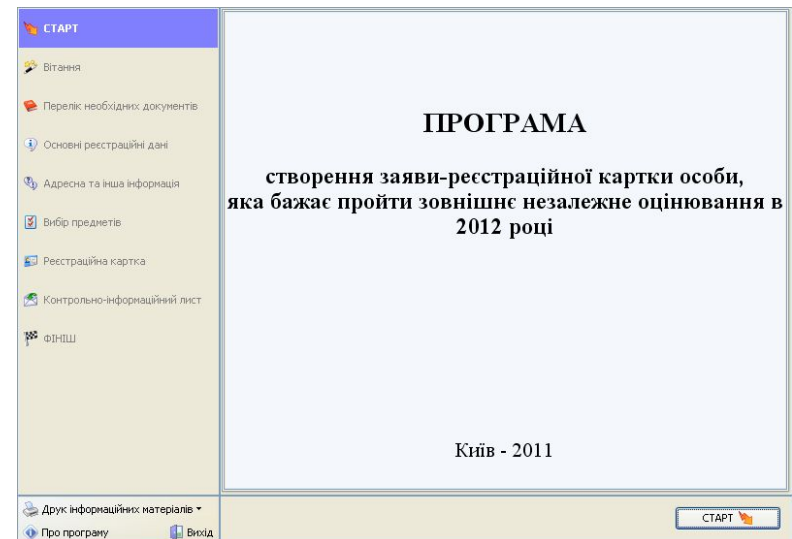 СТАРТ
Вітання
Перелік необхідних документів
Основні реєстраційні дані
Адресна та інша інформація
Вибір предметів
Реєстраційна картка
Контрольно-інформаційний лист
ФІНІШ
ПРОГРАМА
створення заяви-реєстраційної картки особи,
яка бажає пройти зовнішнє незалежне оцінювання в
2012 році
Київ - 2011
Друк інформаційних матеріалів
Про програму
Вихід
СТАРТ